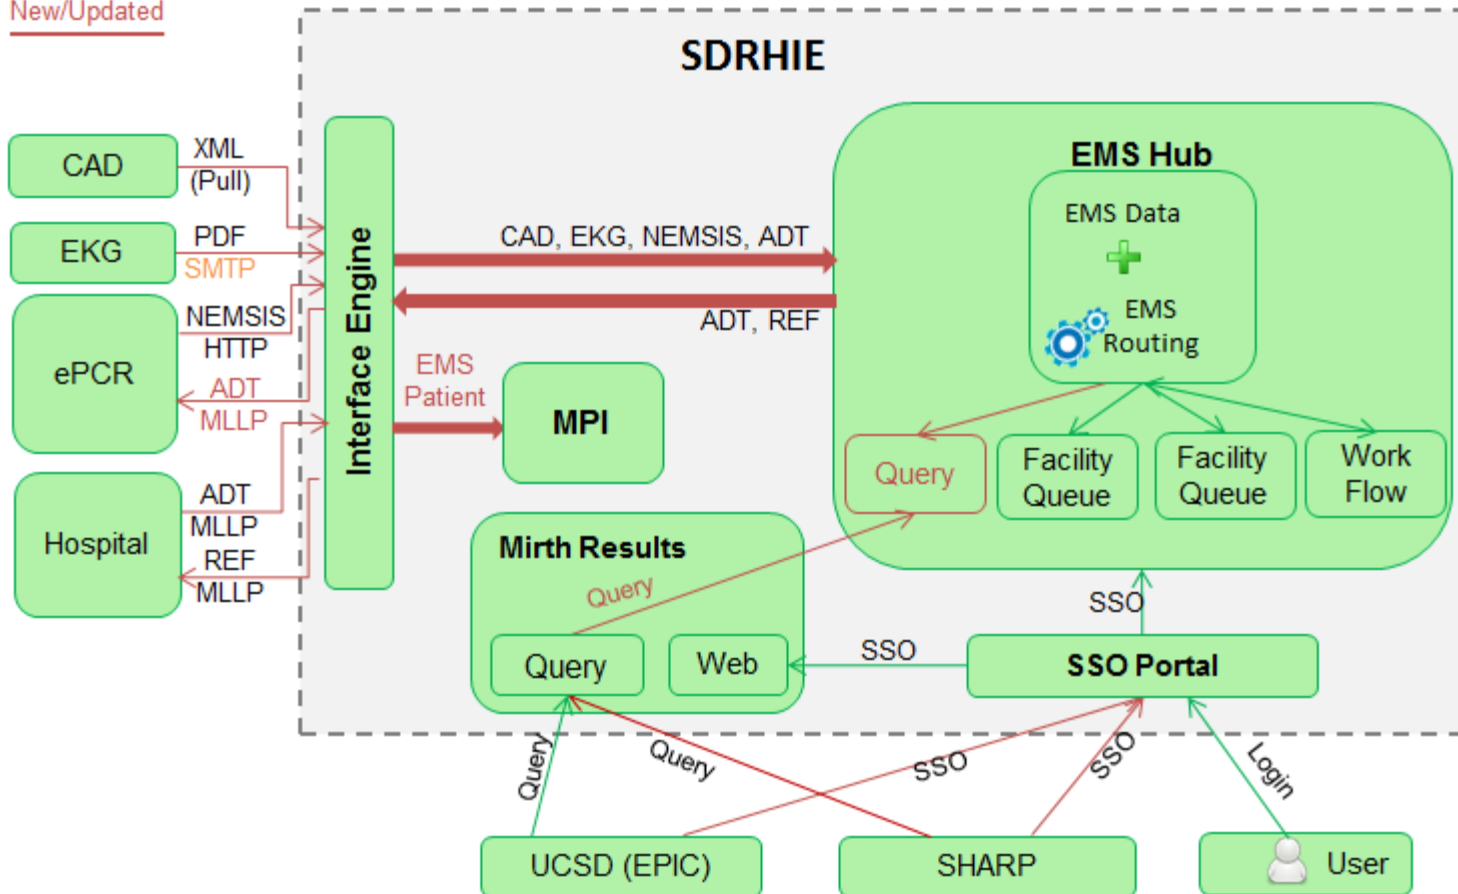 New/Updated
SDRHIE
CAD
XML
(Pull)
EKG
PDF
SMTP
ePCR
NEMSIS
HTTP
ADT
MLLP
Hospital
ADT
MLLP
REF
MLLP
Interface Engine
CAD, EKG, NEMSIS, ADT
ADT, REF
EMS
Patient
MPI
EMS Hub
EMS Data
EMS
Routing
Query
Facility
Queue
Facility
Queue
Work
Flow
Mirth Results
Query
Query
Web
SSO
SSO
SSO Portal
Query
Query
SSO
SSO
Login
UCSD (EPIC)
SHARP
User